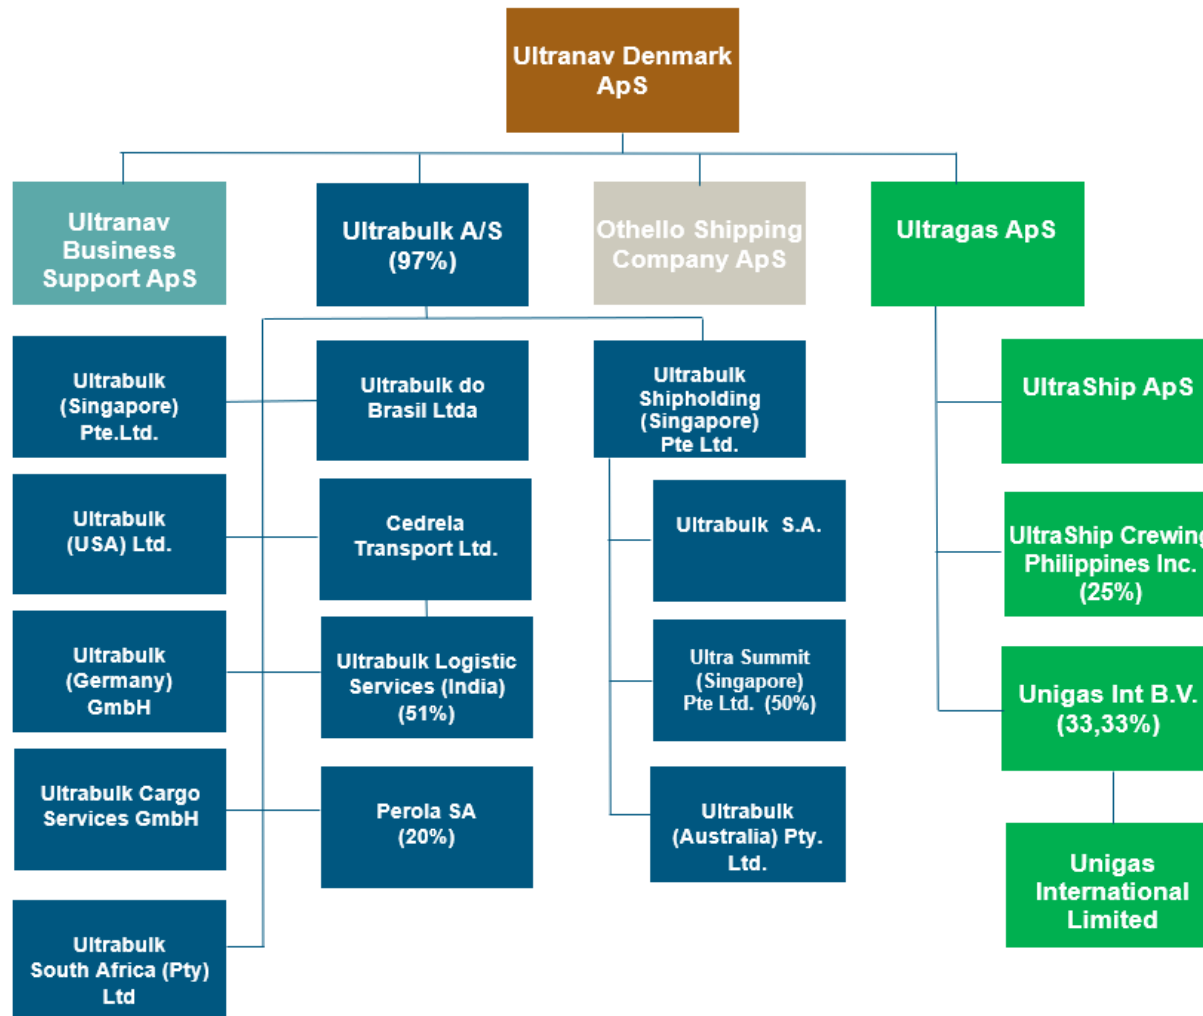 Ultranav Denmark
ApS
Ultranav
Business
Support ApS
Ultrabulk A/S
(97%)
Othello Shipping
Company ApS
Ultragas ApS
Ultrabulk
(Singapore)
Pte.Ltd.
Ultrabulk do
Brasil Ltda
Ultrabulk
Shipholding
(Singapore)
Pte Ltd.
UltraShip ApS
Ultrabulk
(USA) Ltd.
Cedrela
Transport Ltd.
Ultrabulk  S.A.
UltraShip Crewing
Philippines Inc.
(25%)
Ultrabulk
(Germany)
GmbH
Ultrabulk Logistic
Services (India)
(51%)
Ultra Summit
(Singapore)
Pte Ltd.  (50%)
Unigas Int B.V.
(33,33%)
Ultrabulk Cargo
Services GmbH
Perola SA
(20%)
Ultrabulk
(Australia) Pty.
Ltd.
Unigas
International
Limited
Ultrabulk
South Africa (Pty)
Ltd